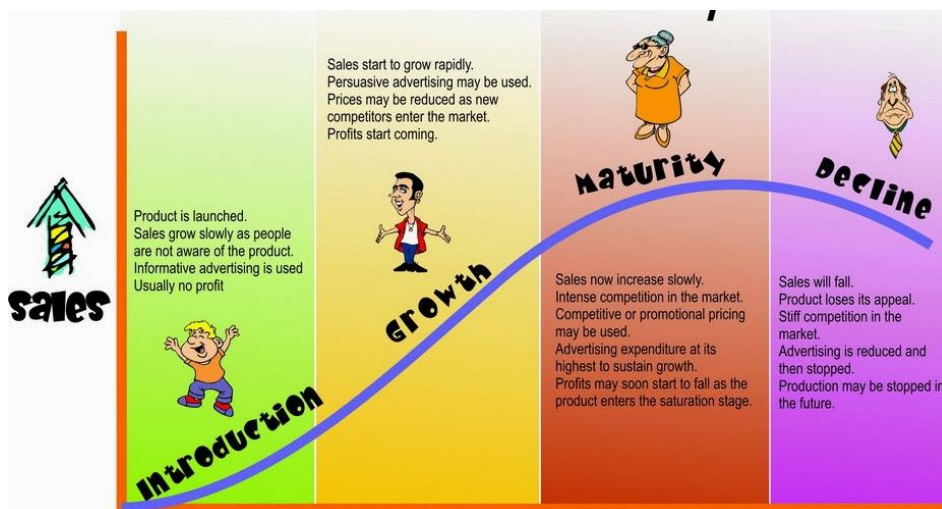 Sales start to grow rapidly.
Persuasive advertising may be used.
Prices may be reduced as new
competitors enter the market.
Profits start coming.
Maturity
Decline
Product is launched.
Sales grow slowly as people
are not aware of the product.
Informative advertising is used
Usually no profit
Sales
Growth
Sales now increase slowly.
Intense competition in the market.
Competitive or promotional pricing
may be used.
Advertising expenditure at its
highest to sustain growth.
Profits may soon start to fall as the
product enters the saturation stage.
Sales will fall.
Product loses its appeal.
Stiff competition in the
market.
Advertising is reduced and
then stopped.
Production may be stopped in
the future.
Introduction